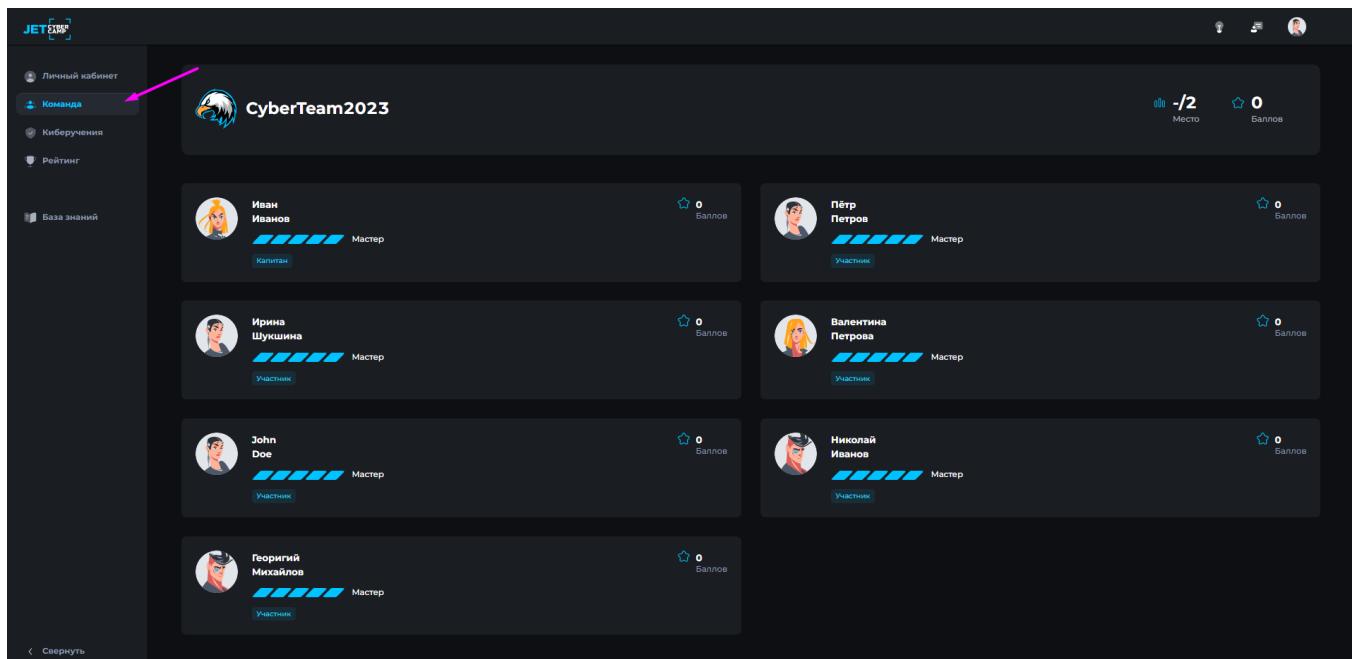 JET CYBER CAMP
Личный кабинет
Команда
Киберучения
Рейтинг
База знаний
Свернуть
CyberTeam2023
-/2
Место
0
Баллов
Иван
Иванов
Мастер
Капитан
0
Баллов
Пётр
Петров
Мастер
Участник
0
Баллов
Ирина
Шукшина
Мастер
Участник
0
Баллов
Валентина
Петрова
Мастер
Участник
0
Баллов
John
Doe
Мастер
Участник
0
Баллов
Николай
Иванов
Мастер
Участник
0
Баллов
Георигий
Михайлов
Мастер
Участник
0
Баллов